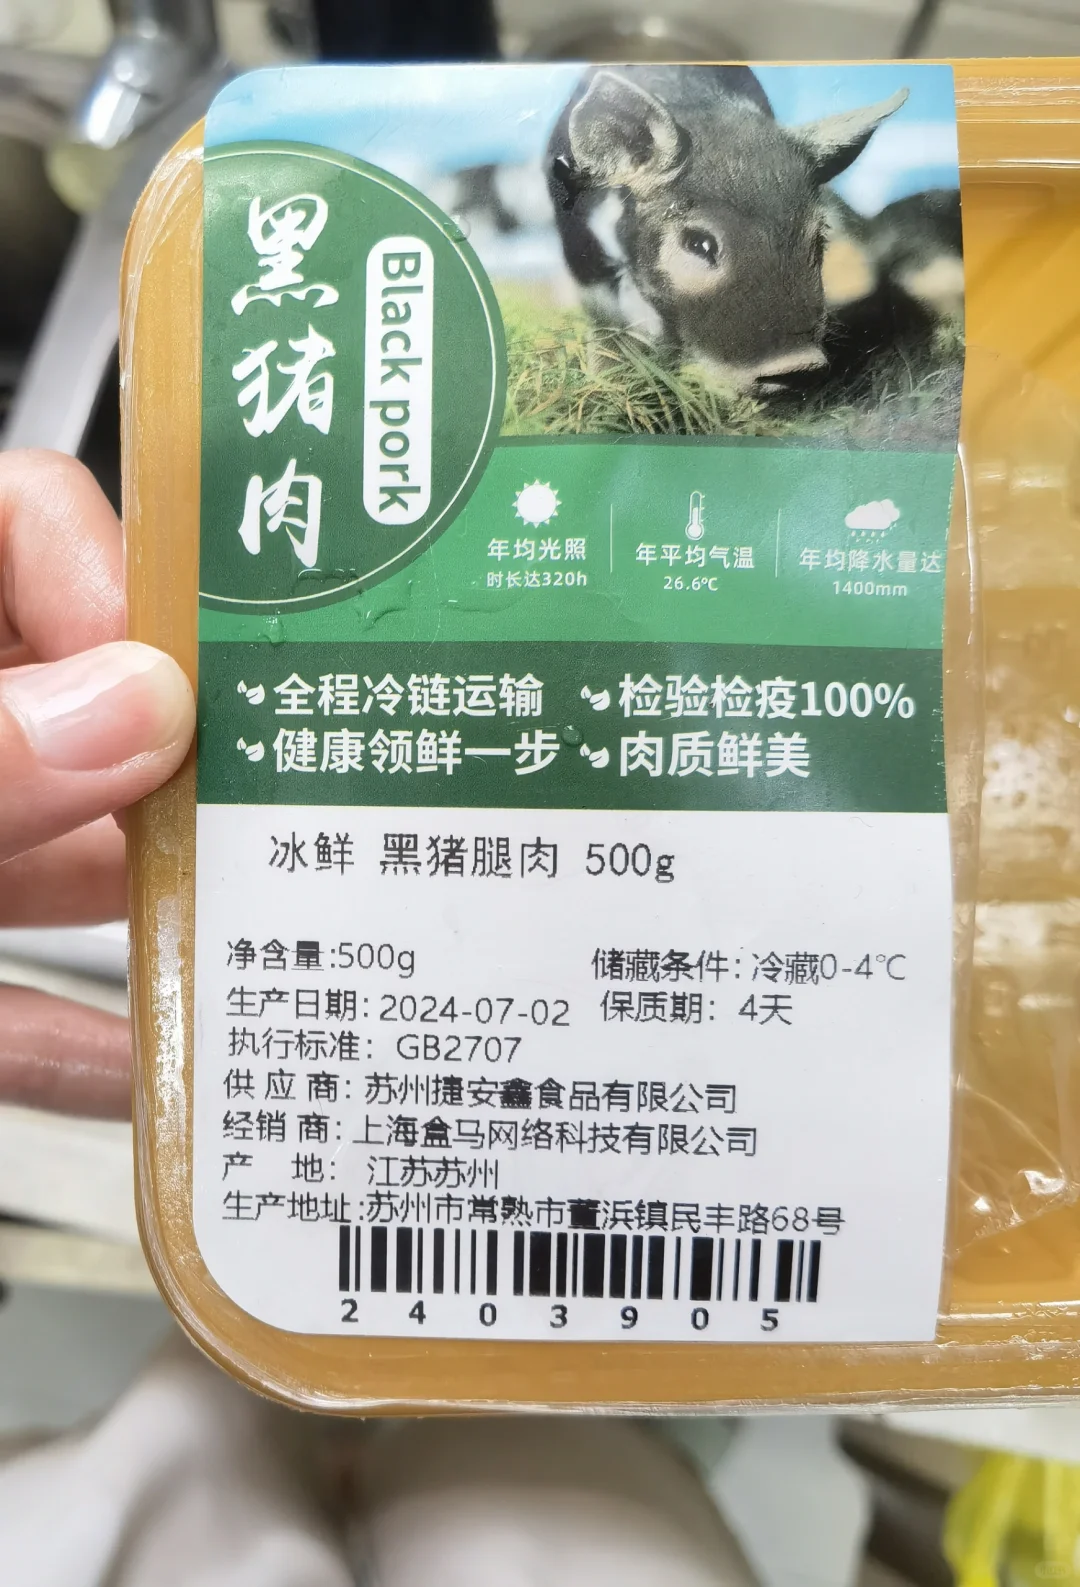 黑猪肉
Black pork
年均光照
时长达320h
年平均气温
26.6℃
年均降水量达
1400mm
全程冷链运输 检验检疫100%
健康领鲜一步 肉质鲜美
冰鲜 黑猪腿肉 500g
净含量:500g 储藏条件: 冷藏0-4℃
生产日期: 2024-07-02 保质期: 4天
执行标准: GB2707
供应商: 苏州捷安鑫食品有限公司
经销商: 上海盒马网络科技有限公司
产 地: 江苏苏州
生产地址:苏州市常熟市董浜镇民丰路68号
2403905